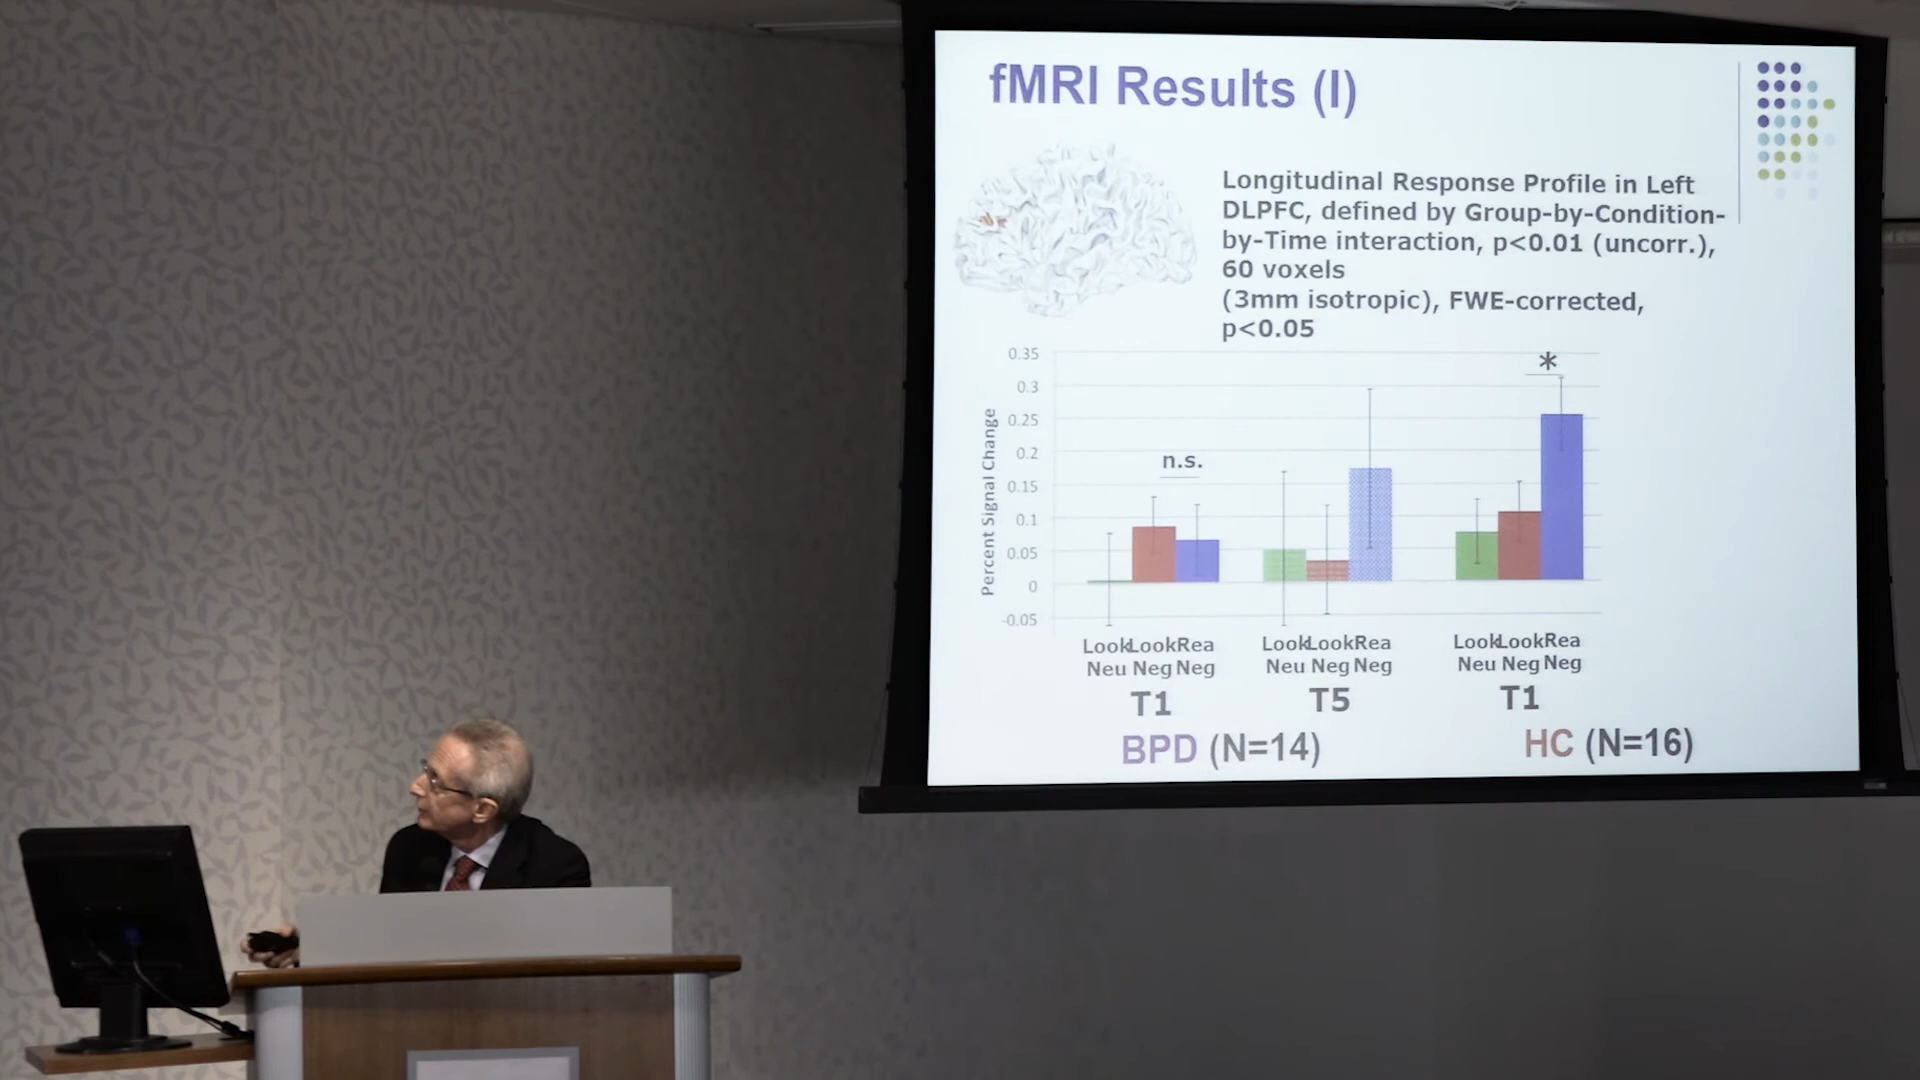 fMRI Results (I)
Longitudinal Response Profile in Left
DLPFC, defined by Group-by-Condition-
by-Time interaction, p<0.01 (uncorr.),
60 voxels
(3mm isotropic), FWE-corrected,
p<0.05
Percent Signal Change
0.35
0.3
0.25
0.2
0.15
0.1
0.05
0
-0.05
n.s.
*
Look Look Rea
Neu Neg Neg
T1
Look Look Rea
Neu Neg Neg
T5
Look Look Rea
Neu Neg Neg
T1
BPD (N=14)
HC (N=16)